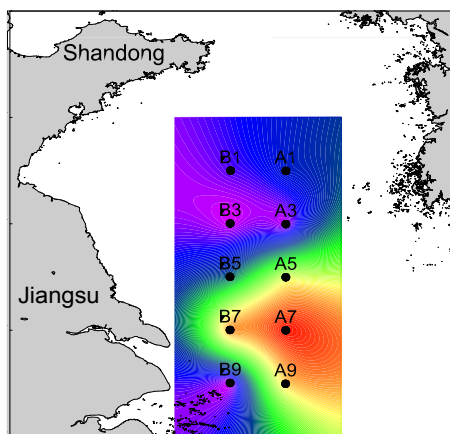 Shandong
B1 A1
B3 A3
B5 A5
Jiangsu
B7 A7
B9 A9